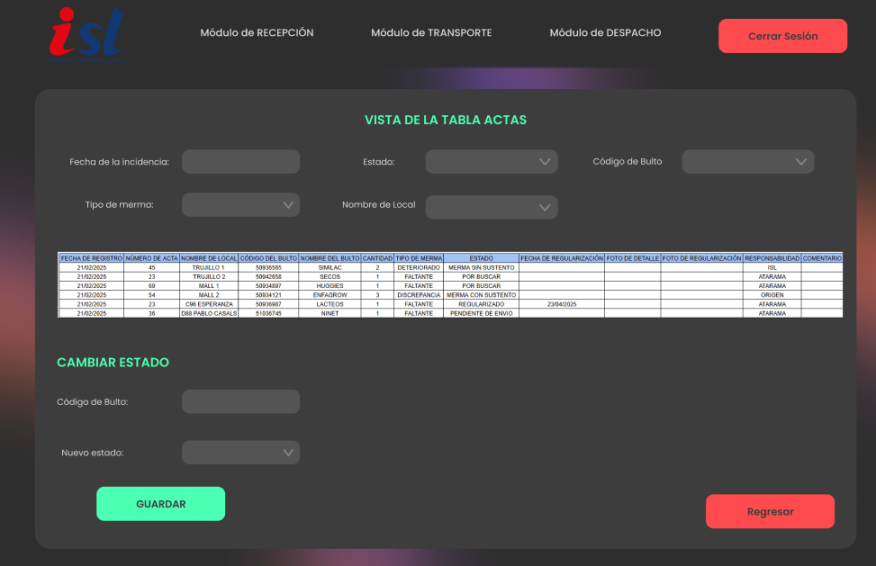 isl
Módulo de RECEPCIÓN Módulo de TRANSPORTE Módulo de DESPACHO Cerrar Sesión
VISTA DE LA TABLA ACTAS
Fecha de la incidencia: Estado: Código de Bulto
Tipo de merma: Nombre de Local
FECHA DE REGISTRO NÚMERO DE ACTA NOMBRE DE LOCAL CÓDIGO DEL BULTO NOMBRE DEL BULTO CANTIDAD TIPO DE MERMA ESTADO FECHA DE REGULARIZACIÓN FOTO DE DETALLE FOTO DE REGULARIZACIÓN RESPONSABILIDAD COMENTARIO
21/02/2025 45 TRUJILLO 1 50936565 SIMILAC 2 DETERIORADO MERMA SIN SUSTENTO ISL
21/02/2025 23 TRUJILLO 2 50942658 SECOS 1 FALTANTE POR BUSCAR ATARAMA
21/02/2025 69 MALL 1 50934897 HUGGIES 1 FALTANTE POR BUSCAR ATARAMA
21/02/2025 54 MALL 2 50934121 ENFAGROW 3 DISCREPANCIA MERMA CON SUSTENTO ORIGEN
21/02/2025 23 C96 ESPERANZA 50936987 LACTEOS 1 FALTANTE REGULARIZADO 23/04/2025 ATARAMA
21/02/2025 36 D88 PABLO CASALS 51036745 NINET 1 FALTANTE PENDIENTE DE ENVIO ATARAMA
CAMBIAR ESTADO
Código de Bulto:
Nuevo estado:
GUARDAR
Regresar